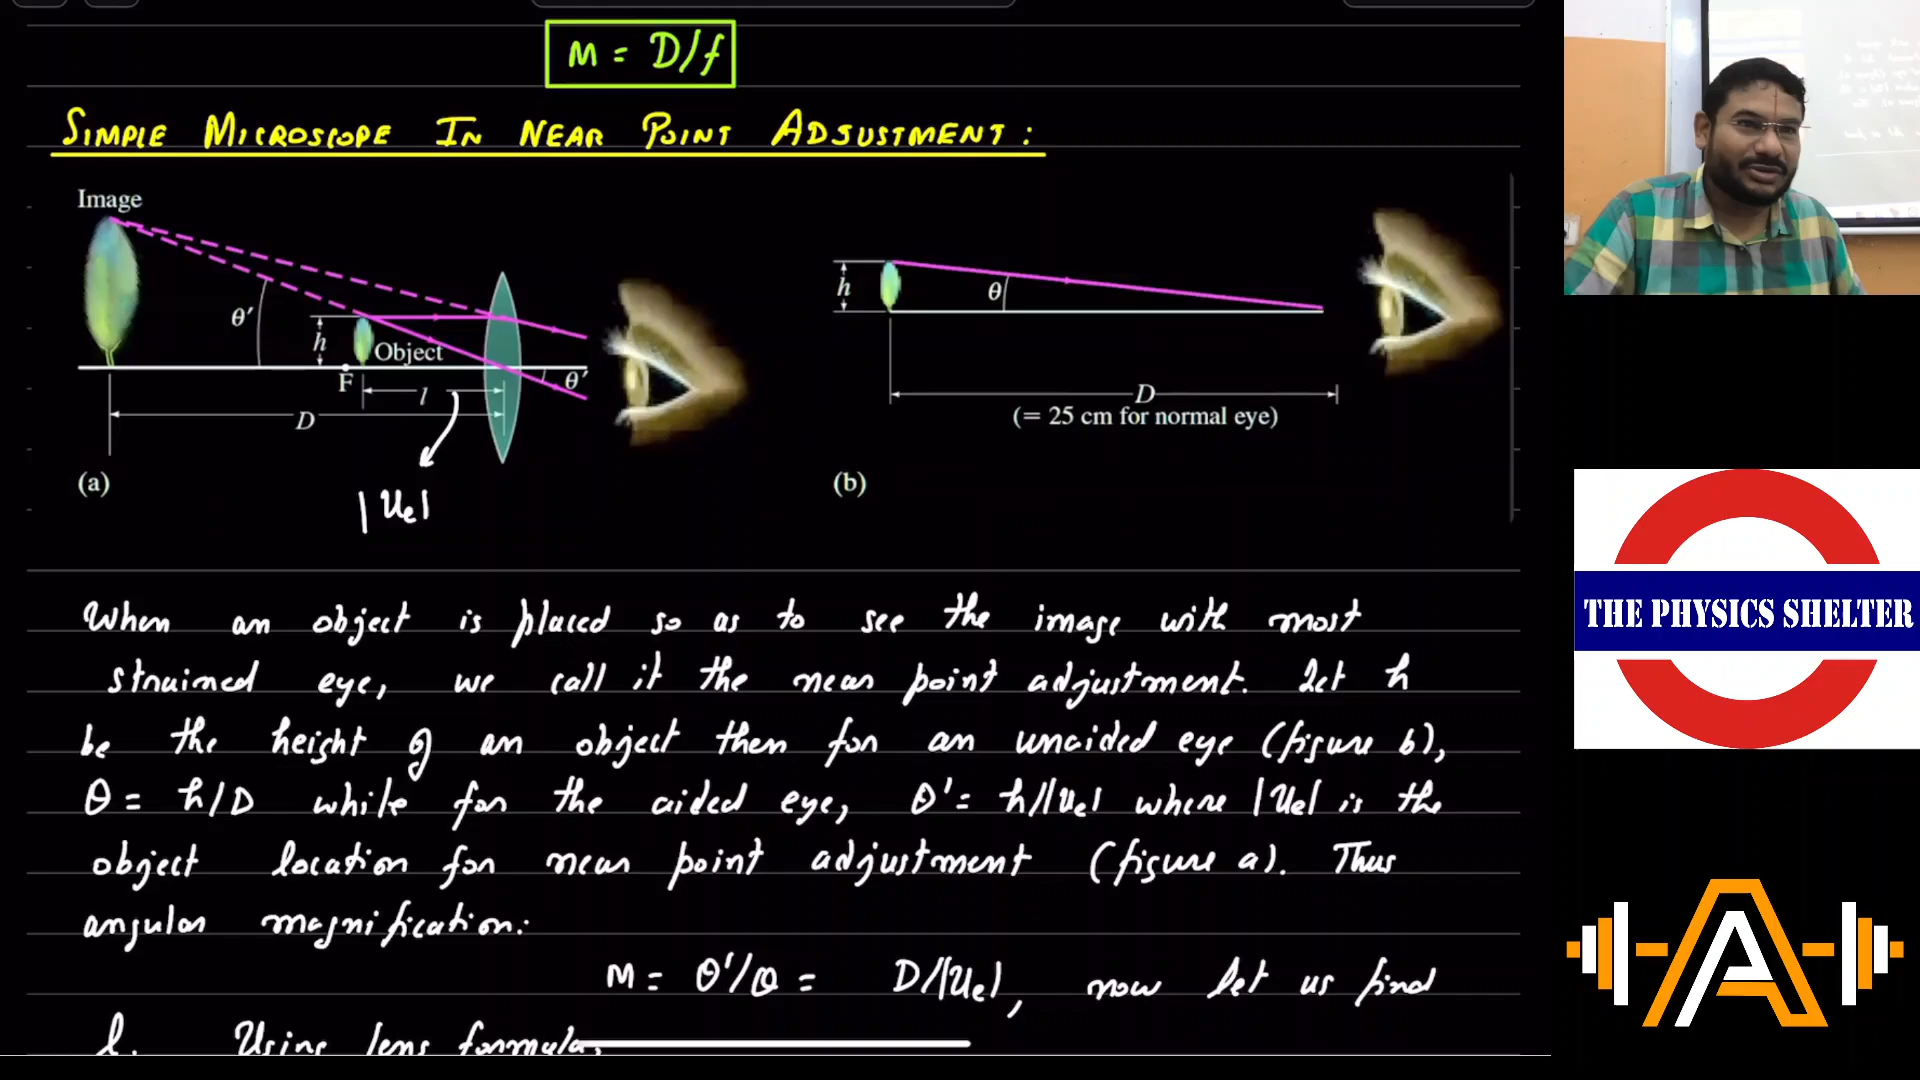 M = D/f
SIMPLE MICROSCOPE IN NEAR POINT ADJUSTMENT:
Image
θ'
h
Object
F
l
θ'
D
(a)
|Ue|
h
θ
D
(= 25 cm for normal eye)
(b)
When an object is placed so as to see the image with most
strained eye, we call it the near point adjustment. Let h
be the height of an object then for an unaided eye (figure b),
θ = h/D while for the aided eye, θ' = h/|Ue| where |Ue| is the
object location for near point adjustment (figure a). Thus
angular magnification:
M = θ'/θ = D/|Ue|, now let us find
l. Using lens formula,
THE PHYSICS SHELTER